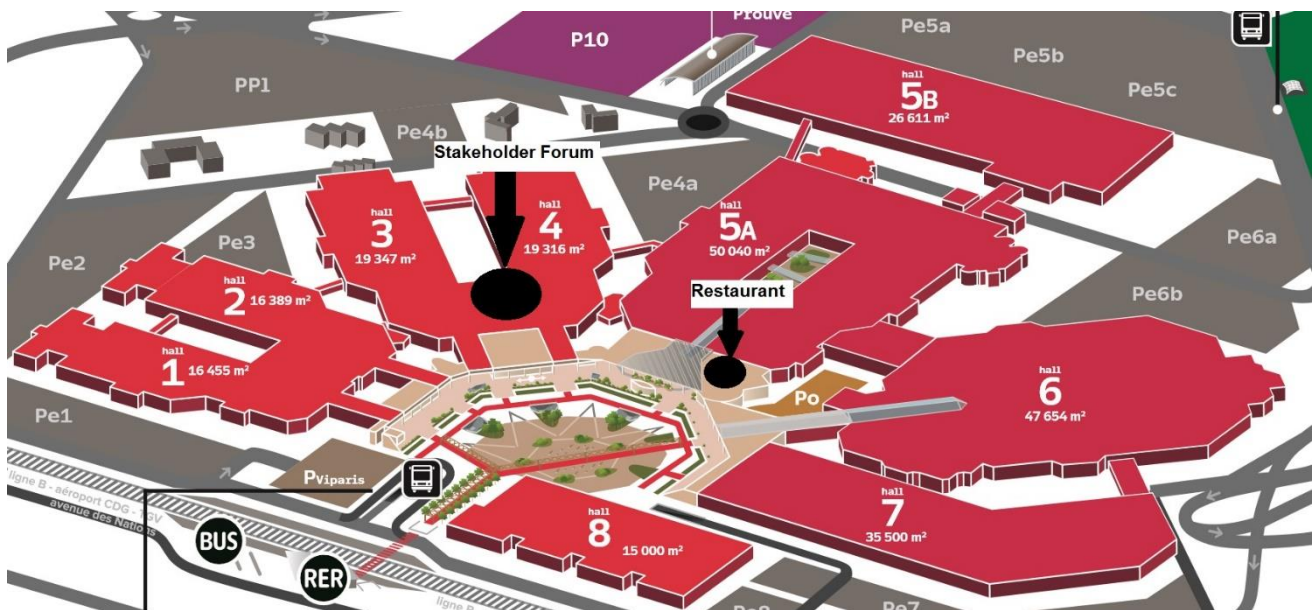 Prouvé
P10
Pe5a
Pe5b
Pe5c
PP1
hall
5B
26 611 m²
Pe4b
Stakeholder Forum
Pe4a
hall
3
19 347 m²
hall
4
19 316 m²
hall
5A
50 040 m²
Pe3
Pe2
Pe6a
Pe6b
Restaurant
hall
2 16 389 m²
hall
1 16 455 m²
hall
6
47 654 m²
Po
Pe1
PViparis
hall
7
35 500 m²
hall
8
15 000 m²
ligne B - aéroport CDG - TGV
avenue des Nations
BUS
RER
ligne B
Pe7